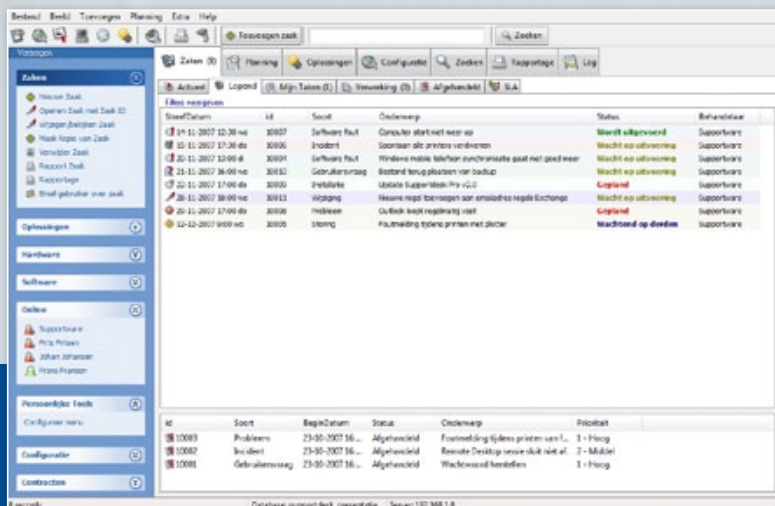 Bestand Beeld Toevoegen Planning Extra Help
Toevoegen zaak Zoeken
Zaken
Nieuwe Zaak
Openen Zaak met Zaak ID
Wijzigen/bekijken Zaak
Maak Kopie van Zaak
Verwijder Zaak
Rapport Zaak
Rapportage
Email gebruiker over zaak
Oplossingen
Hardware
Software
Online
Supportware
Johan Johansen
Frans Fransen
Persoonlijke Tools
Configureer menu
Configuratie
Contracten
Zaken (8) Planning Oplossingen Configuratie Zoeken Rapportage Log
Actueel Lopend Mijn Taken (1) Verwerking (0) Afgehandeld SLA
Filters weergeven
StreefDatum id Soort Onderwerp Status Behandelaar
14-11-2007 12:30 wo 10007 Software fout Computer start niet meer op Wordt uitgevoerd Supportware
15-11-2007 17:30 do 10006 Incident Spontaan alle printers verdwenen Wacht op uitvoering Supportware
20-11-2007 12:00 di 10004 Software fout Windows mobile telefoon synchronisatie gaat niet goed meer Wacht op uitvoering Supportware
21-11-2007 16:00 wo 10010 Gebruikersvraag Bestand terug plaatsen van backup Wacht op uitvoering Supportware
22-11-2007 17:00 do 10009 Installatie Update Supportdesk Pro v2.0 Gepland Supportware
28-11-2007 18:00 wo 10011 Wijziging Nieuwe regel toevoegen aan emailadres regels Exchange Wacht op uitvoering Supportware
29-11-2007 17:00 do 10008 Probleem Outlook loopt regelmatig vast Gepland Supportware
12-12-2007 9:00 wo 10005 Storing Foutmelding tijdens printen met plotter Wachtend op derden Supportware
id Soort BeginDatum Status Onderwerp Prioriteit
10003 Probleem 23-10-2007 16... Afgehandeld Foutmelding tijdens printen van f... 1 - Hoog
10002 Incident 23-10-2007 16... Afgehandeld Remote Desktop sessie sluit niet af. 2 - Middel
10001 Gebruikersvraag 23-10-2007 16... Afgehandeld Wachtwoord herstellen 1 - Hoog
8 records Database: supportdesk_presentatie Server: 192.168.1.8